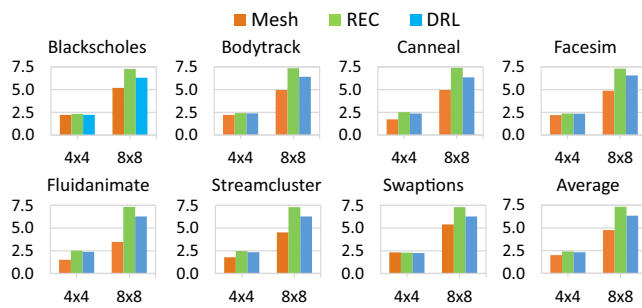 Mesh REC DRL
Blackscholes Bodytrack Canneal Facesim
7.5 7.5 7.5 7.5
5.0 5.0 5.0 5.0
2.5 2.5 2.5 2.5
0.0 0.0 0.0 0.0
4x4 8x8 4x4 8x8 4x4 8x8 4x4 8x8
Fluidanimate Streamcluster Swaptions Average
7.5 7.5 7.5 7.5
5.0 5.0 5.0 5.0
2.5 2.5 2.5 2.5
0.0 0.0 0.0 0.0
4x4 8x8 4x4 8x8 4x4 8x8 4x4 8x8